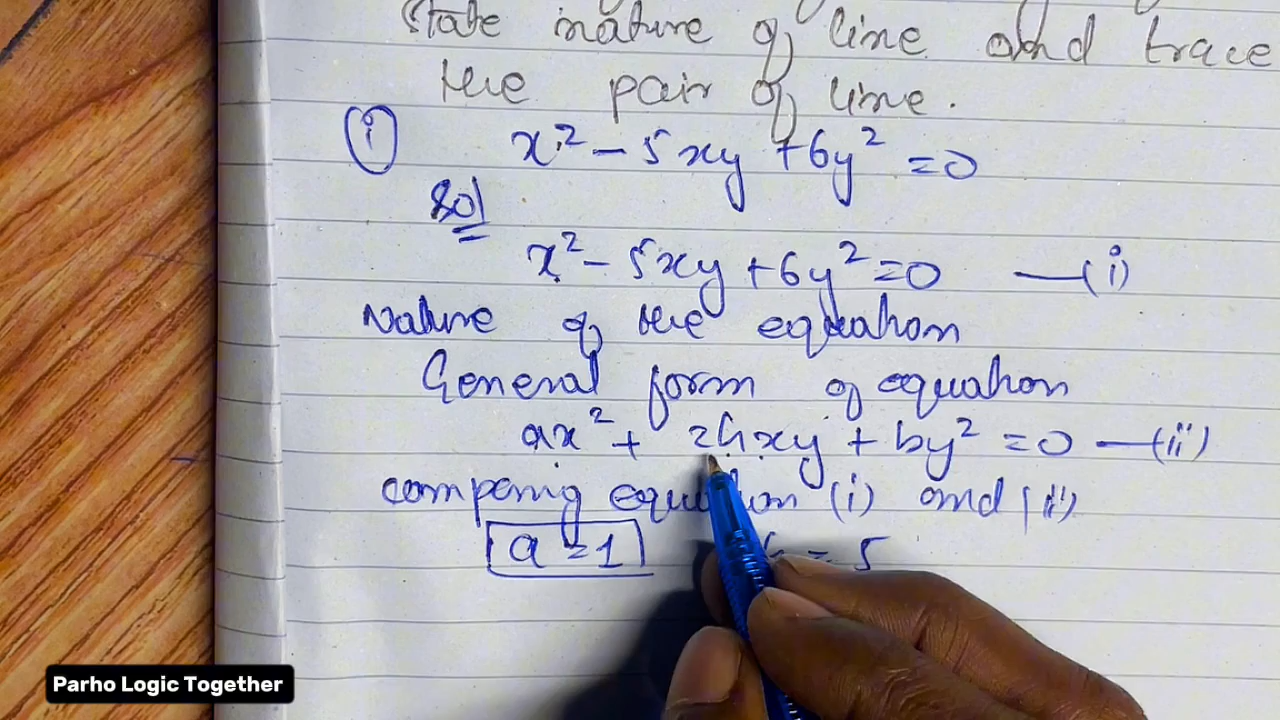 State nature of line and trace
the pair of line.
(i) x² - 5xy + 6y² = 0
Sol
x² - 5xy + 6y² = 0 —(i)
Nature of the equation
General form of equation
ax² + 2hxy + by² = 0 —(ii)
comparing equation (i) and (ii)
a = 1 h = 5
Parho Logic Together